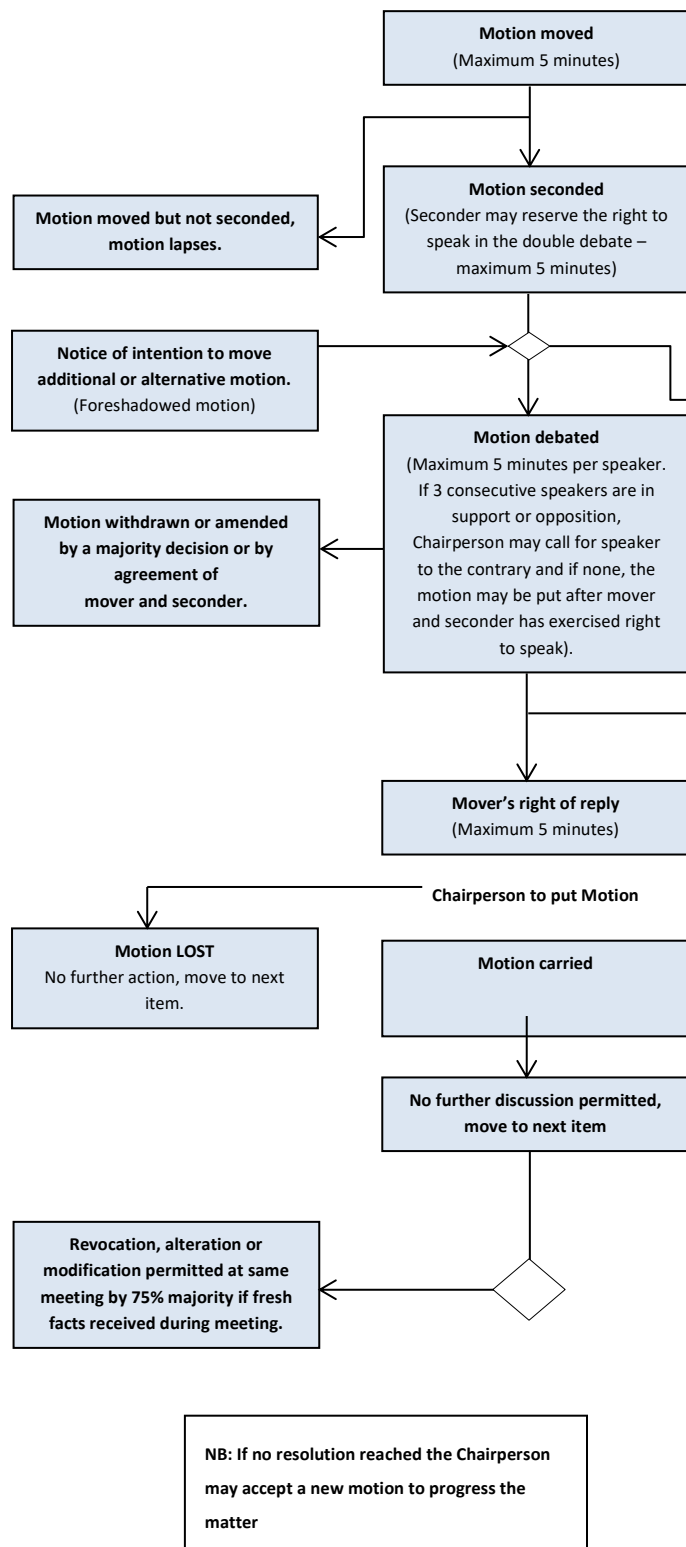 Motion moved
(Maximum 5 minutes)
Motion seconded
(Seconder may reserve the right to
speak in the double debate –
maximum 5 minutes)
Motion moved but not seconded,
motion lapses.
Notice of intention to move
additional or alternative motion.
(Foreshadowed motion)
Motion debated
(Maximum 5 minutes per speaker.
If 3 consecutive speakers are in
support or opposition,
Chairperson may call for speaker
to the contrary and if none, the
motion may be put after mover
and seconder has exercised right
to speak).
Motion withdrawn or amended
by a majority decision or by
agreement of
mover and seconder.
Mover’s right of reply
(Maximum 5 minutes)
Chairperson to put Motion
Motion LOST
No further action, move to next
item.
Motion carried
No further discussion permitted,
move to next item
Revocation, alteration or
modification permitted at same
meeting by 75% majority if fresh
facts received during meeting.
NB: If no resolution reached the Chairperson
may accept a new motion to progress the
matter